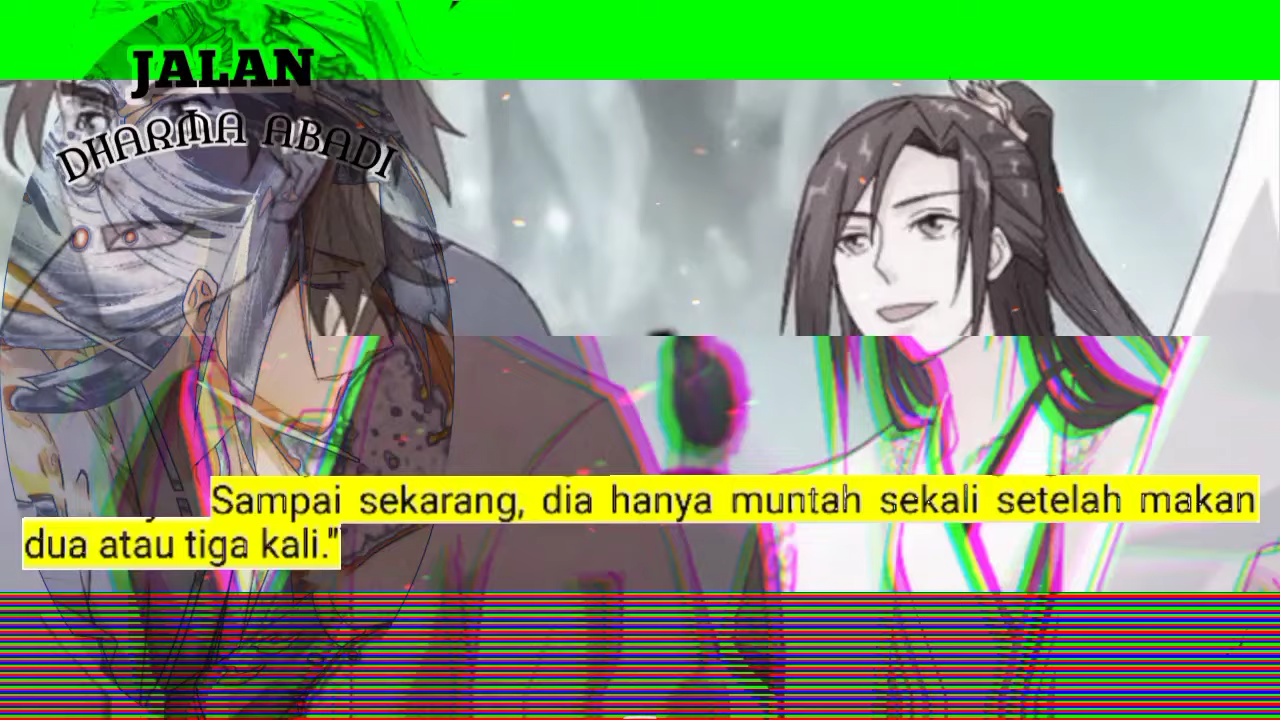 JALAN
DHARMA ABADI
Sampai sekarang, dia hanya muntah sekali setelah makan
dua atau tiga kali."